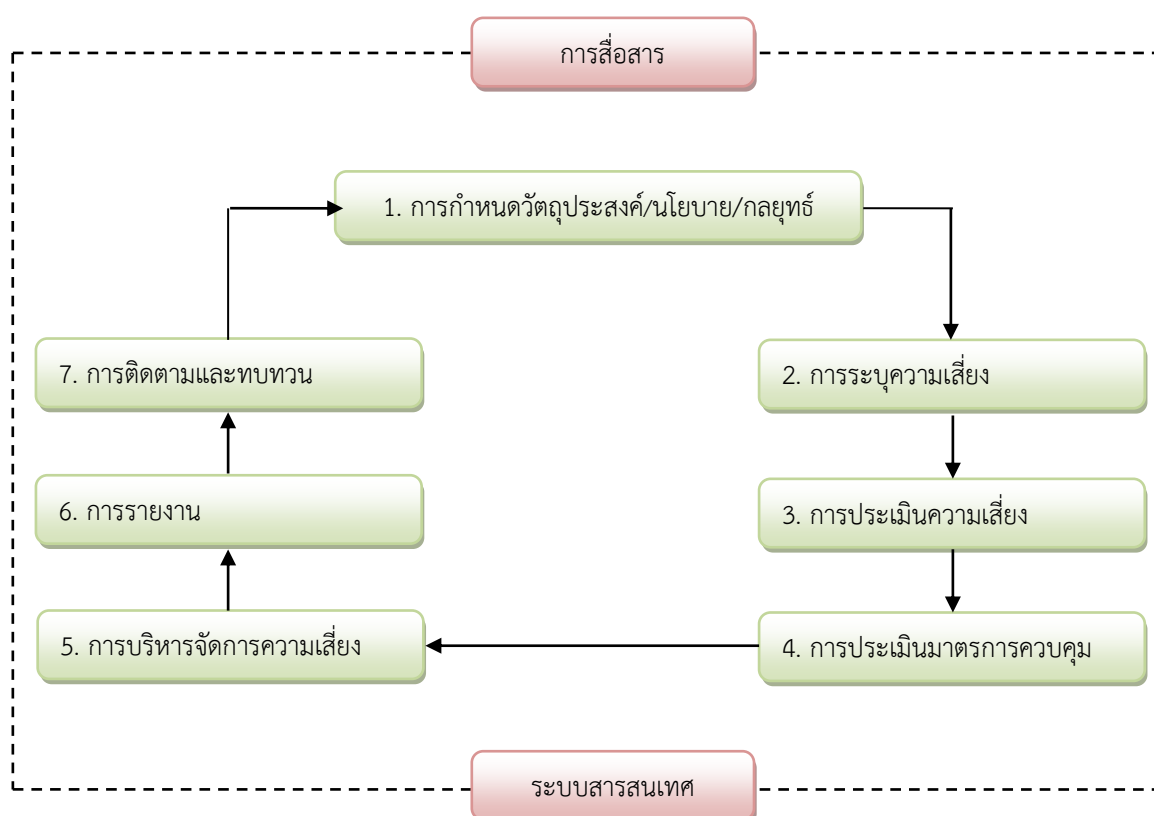 การสื่อสาร
1. การกำหนดวัตถุประสงค์/นโยบาย/กลยุทธ์
2. การระบุความเสี่ยง
3. การประเมินความเสี่ยง
4. การประเมินมาตรการควบคุม
5. การบริหารจัดการความเสี่ยง
6. การรายงาน
7. การติดตามและทบทวน
ระบบสารสนเทศ